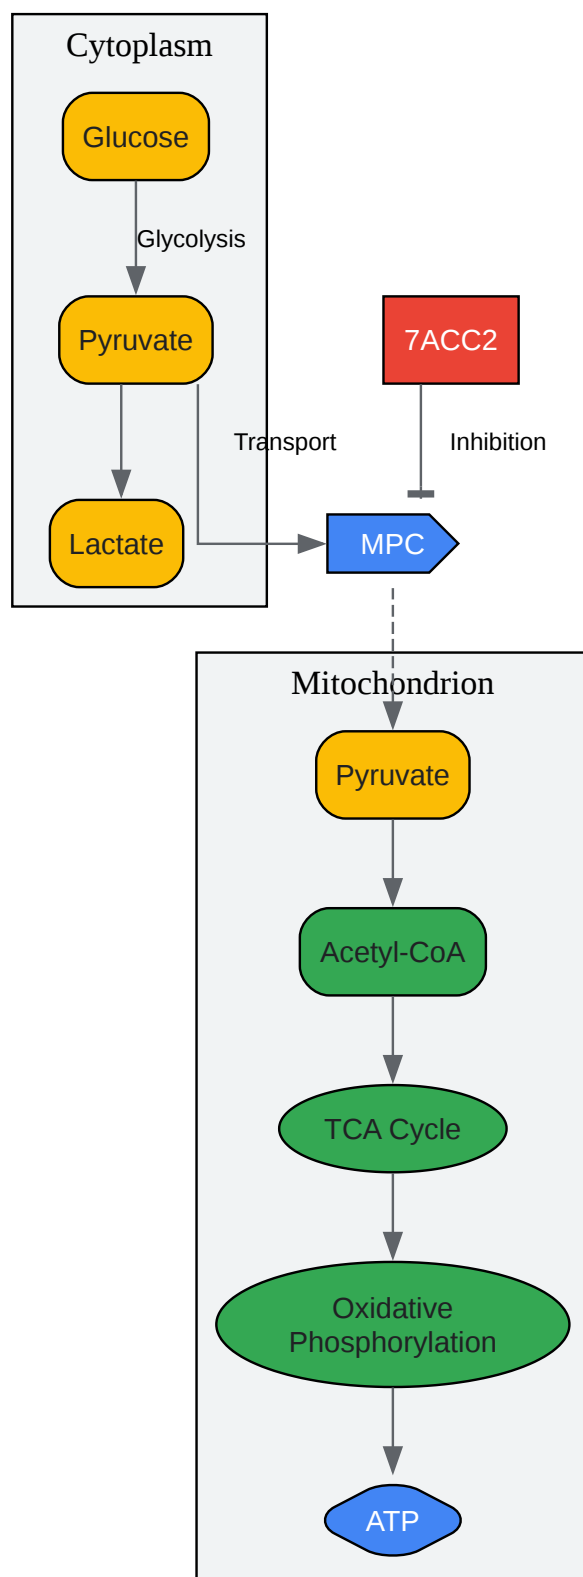 Cytoplasm
Glucose
Glycolysis
Pyruvate
7ACC2
Transport
Inhibition
Lactate
MPC
Mitochondrion
Pyruvate
Acetyl-CoA
TCA Cycle
Oxidative
Phosphorylation
ATP